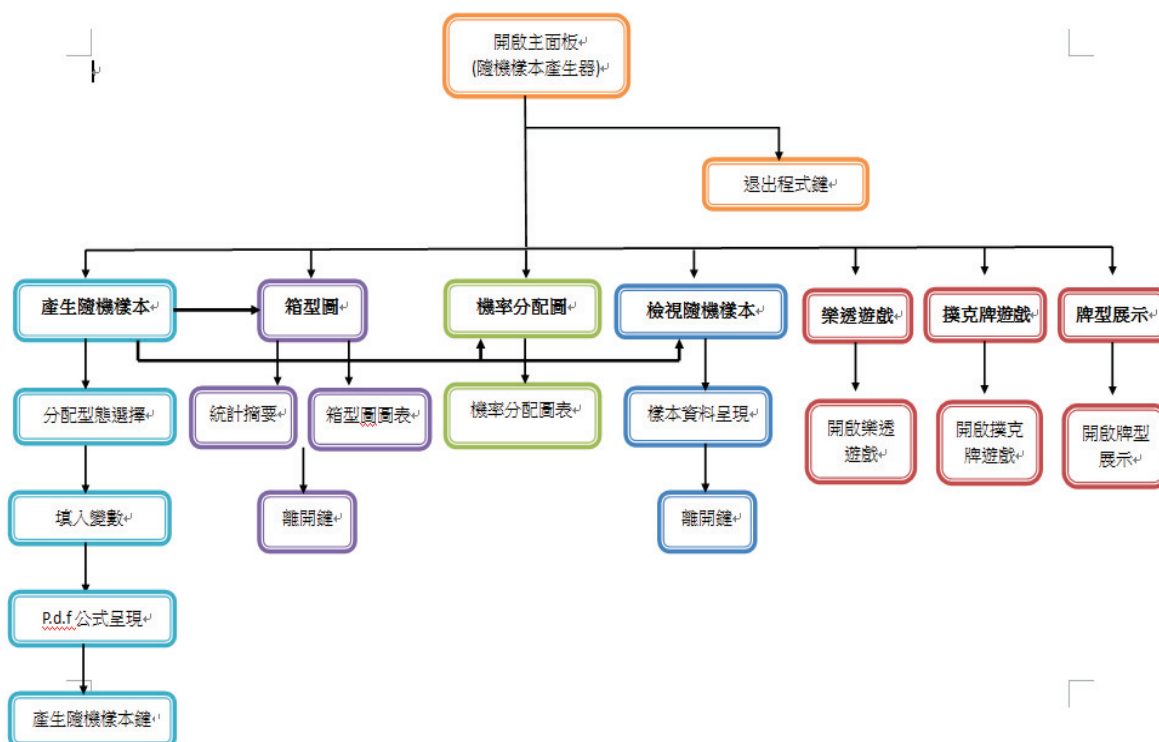 開啟主面板
(隨機樣本產生器)
退出程式鍵
產生隨機樣本
箱型圖
機率分配圖
檢視隨機樣本
樂透遊戲
撲克牌遊戲
牌型展示
分配型態選擇
統計摘要
箱型圖圖表
機率分配圖表
樣本資料呈現
開啟樂透
遊戲
開啟撲克
牌遊戲
開啟牌型
展示
填入變數
離開鍵
離開鍵
P.d.f 公式呈現
產生隨機樣本鍵